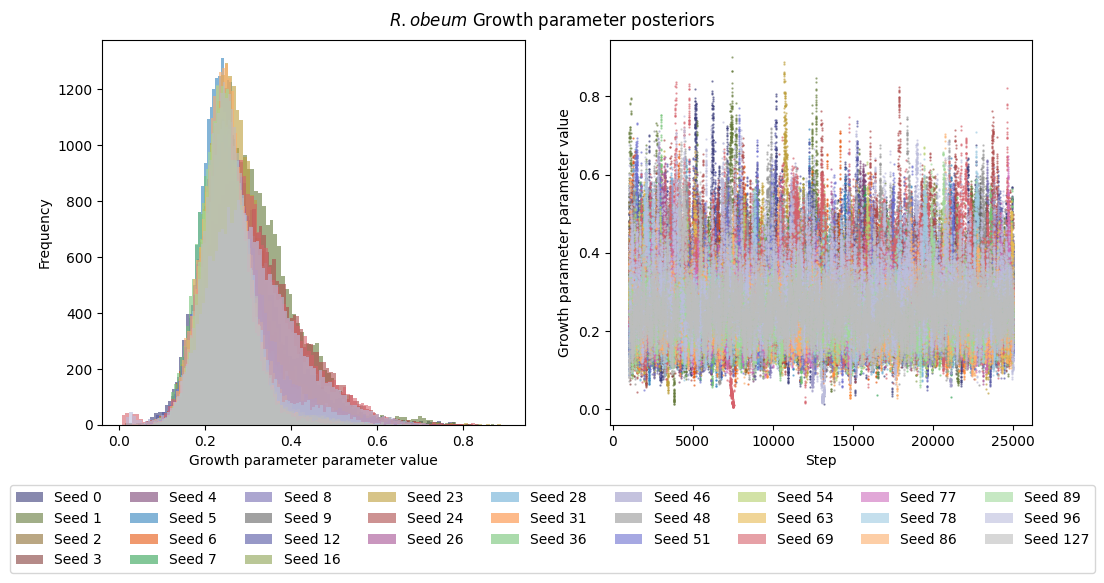 R. obeum Growth parameter posteriors
Frequency
1200
1000
800
600
400
200
0
0.0 0.2 0.4 0.6 0.8
Growth parameter parameter value
Growth parameter parameter value
0.8
0.6
0.4
0.2
0.0
0 5000 10000 15000 20000 25000
Step
Seed 0 Seed 4 Seed 8 Seed 23 Seed 28 Seed 46 Seed 54 Seed 77 Seed 89
Seed 1 Seed 5 Seed 9 Seed 24 Seed 31 Seed 48 Seed 63 Seed 78 Seed 96
Seed 2 Seed 6 Seed 12 Seed 26 Seed 36 Seed 51 Seed 69 Seed 86 Seed 127
Seed 3 Seed 7 Seed 16